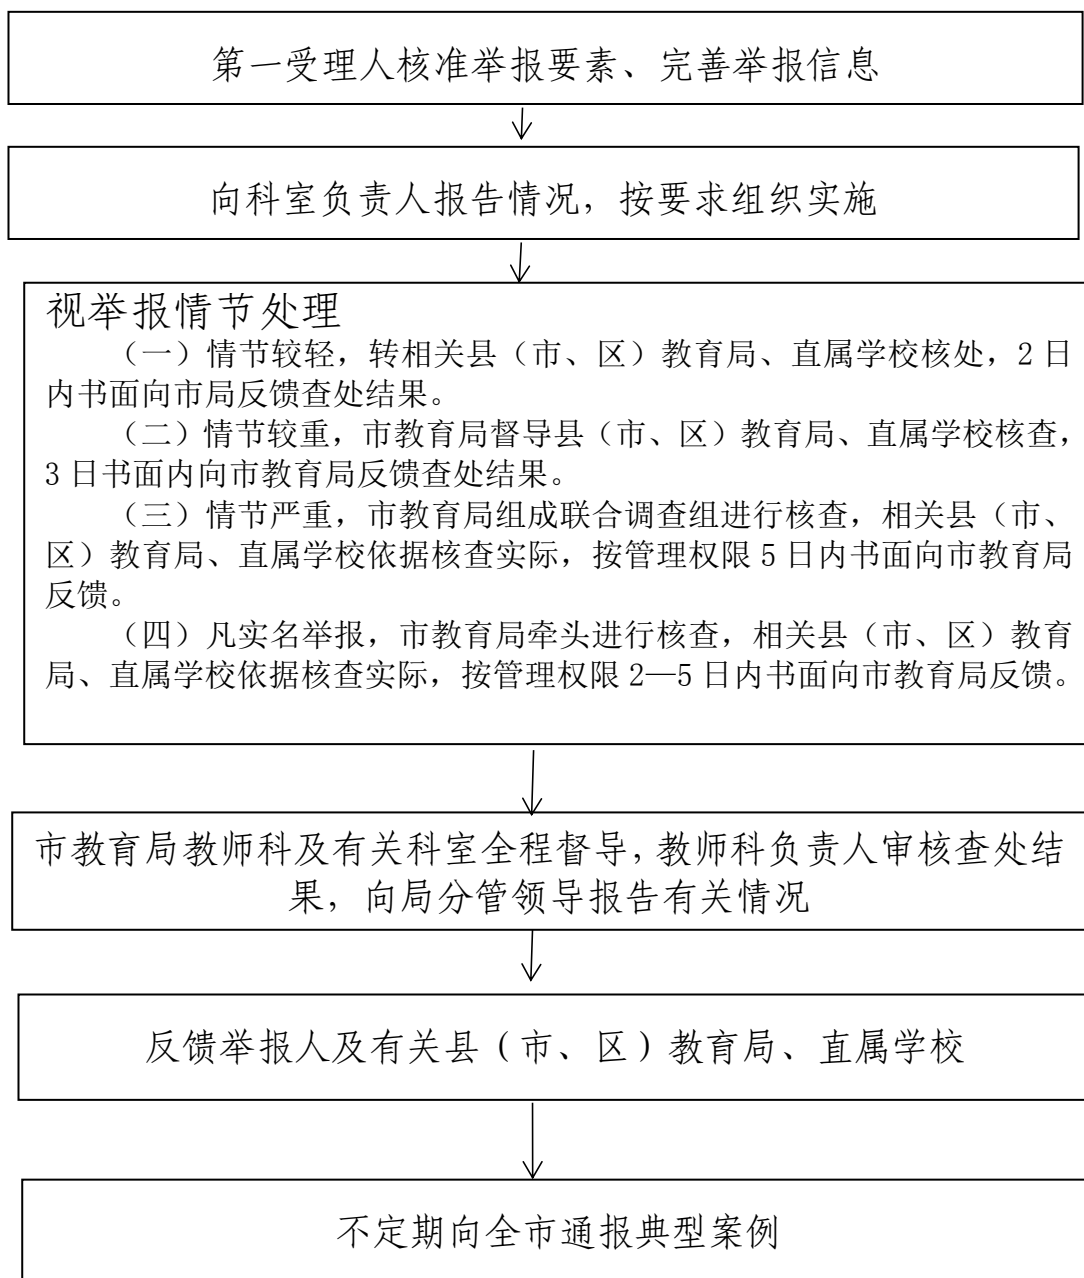 第一受理人核准举报要素、完善举报信息
向科室负责人报告情况，按要求组织实施
视举报情节处理
（一）情节较轻，转相关县（市、区）教育局、直属学校核处，2 日
内书面向市局反馈查处结果。
（二）情节较重，市教育局督导县（市、区）教育局、直属学校核查，
3 日书面内向市教育局反馈查处结果。
（三）情节严重，市教育局组成联合调查组进行核查，相关县（市、
区）教育局、直属学校依据核查实际，按管理权限 5 日内书面向市教育局
反馈。
（四）凡实名举报，市教育局牵头进行核查，相关县（市、区）教育
局、直属学校依据核查实际，按管理权限 2—5 日内书面向市教育局反馈。
市教育局教师科及有关科室全程督导，教师科负责人审核查处结
果，向局分管领导报告有关情况
反馈举报人及有关县（市、区）教育局、直属学校
不定期向全市通报典型案例